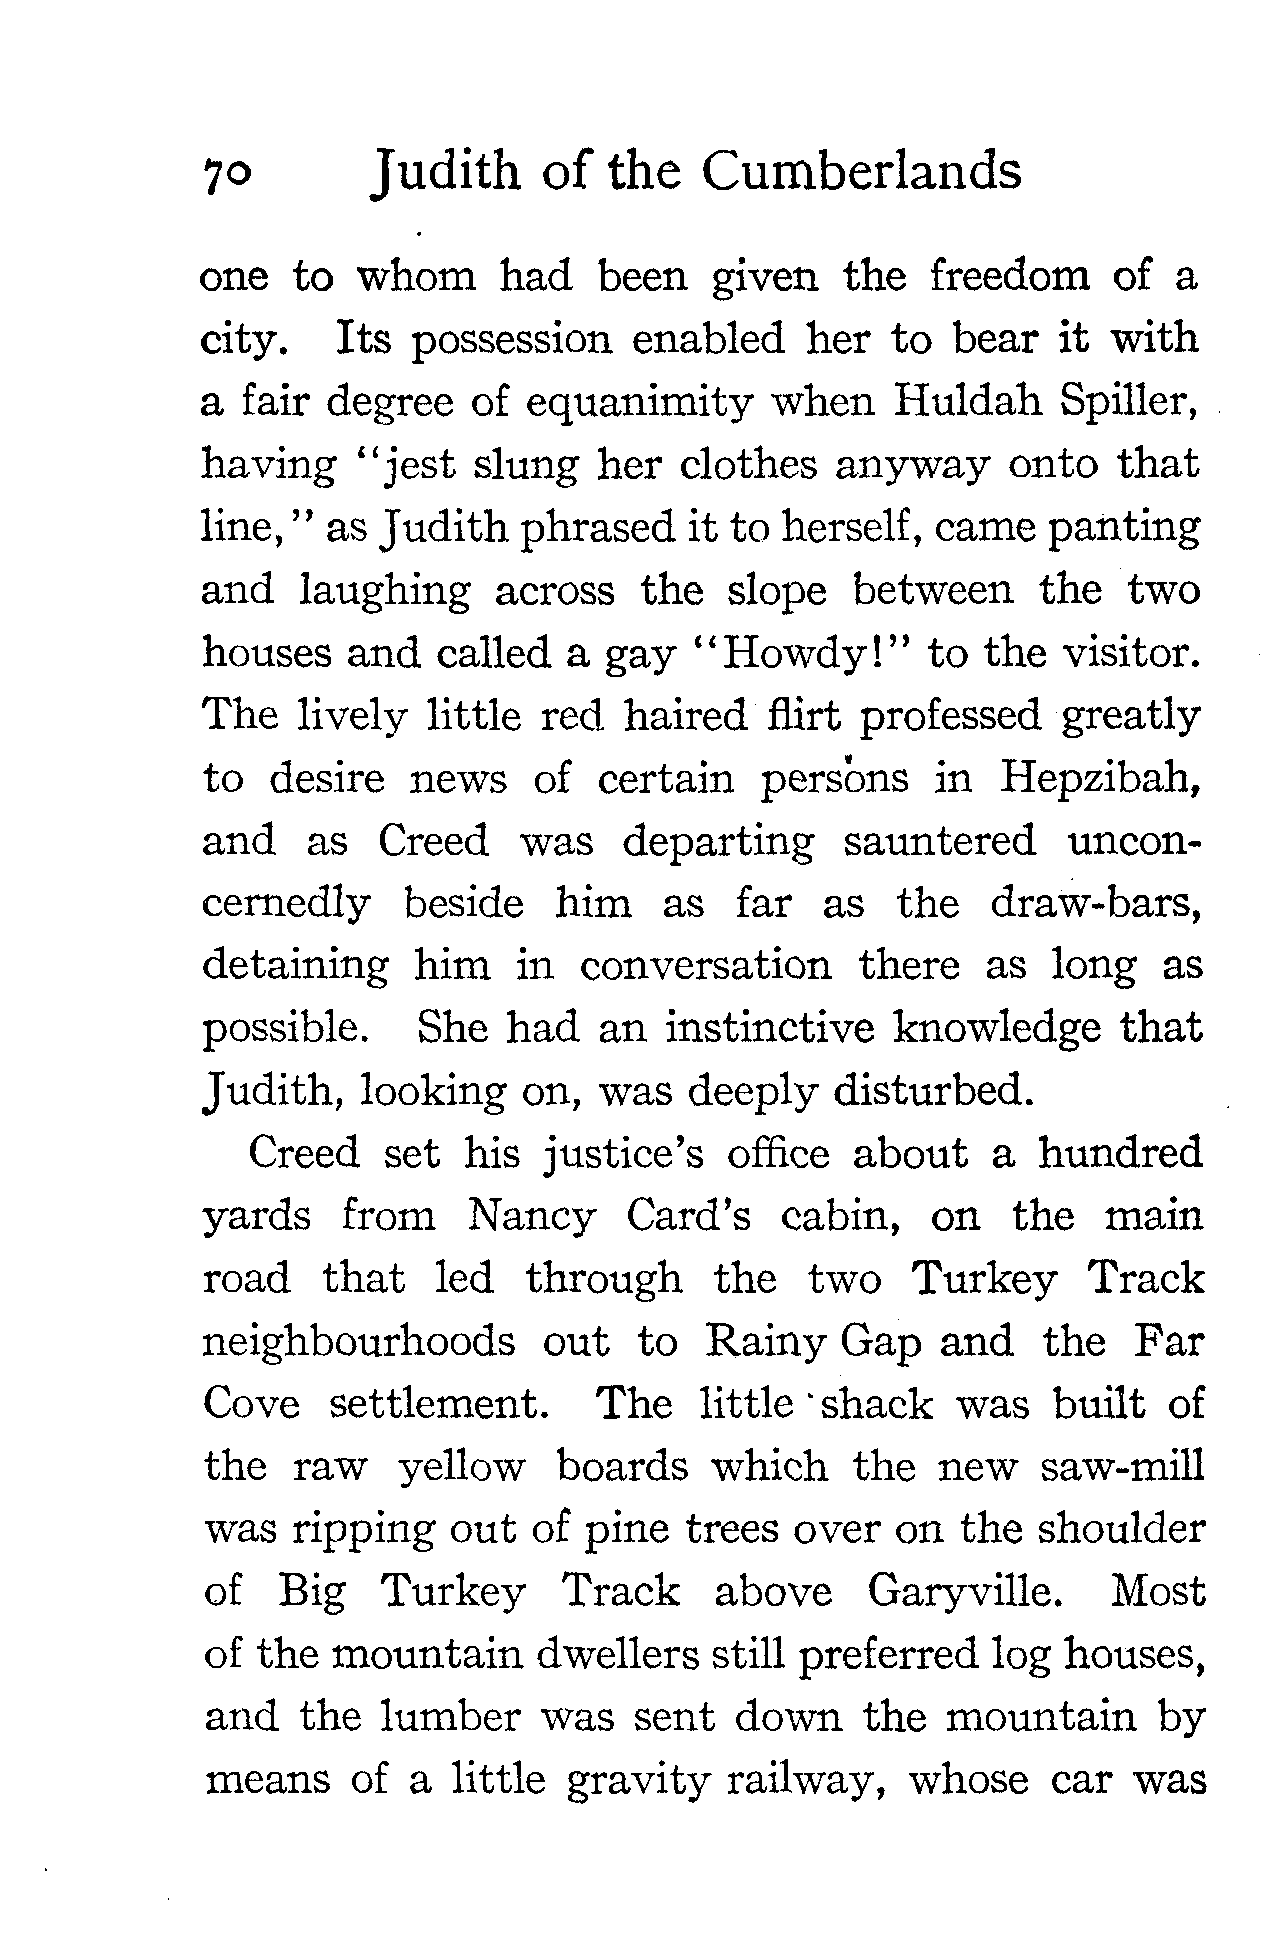 70 Judith of the Cumberlands
one to whom had been given the freedom of a
city. Its possession enabled her to bear it with
a fair degree of equanimity when Huldah Spiller,
having "jest slung her clothes anyway onto that
line," as Judith phrased it to herself, came panting
and laughing across the slope between the two
houses and called a gay "Howdy!" to the visitor.
The lively little red haired flirt professed greatly
to desire news of certain persons in Hepzibah,
and as Creed was departing sauntered uncon-
cernedly beside him as far as the draw-bars,
detaining him in conversation there as long as
possible. She had an instinctive knowledge that
Judith, looking on, was deeply disturbed.
Creed set his justice's office about a hundred
yards from Nancy Card's cabin, on the main
road that led through the two Turkey Track
neighbourhoods out to Rainy Gap and the Far
Cove settlement. The little shack was built of
the raw yellow boards which the new saw-mill
was ripping out of pine trees over on the shoulder
of Big Turkey Track above Garyville. Most
of the mountain dwellers still preferred log houses,
and the lumber was sent down the mountain by
means of a little gravity railway, whose car was